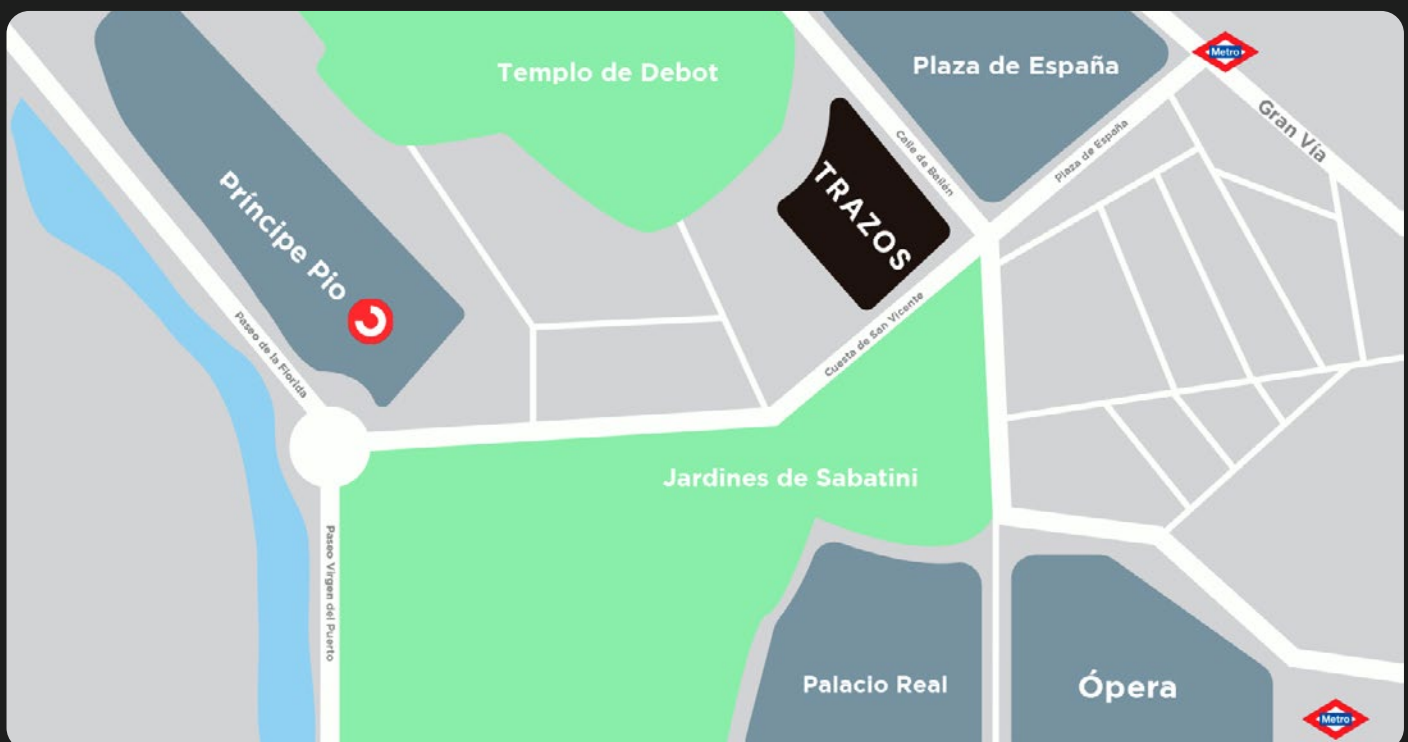 Templo de Debot
Plaza de España
Metro
Gran Vía
Calle de Bailén
Plaza de España
TRAZOS
Príncipe Pio
Cuesta de San Vicente
Paseo de la Florida
Jardines de Sabatini
Paseo Virgen del Puerto
Palacio Real
Ópera
Metro